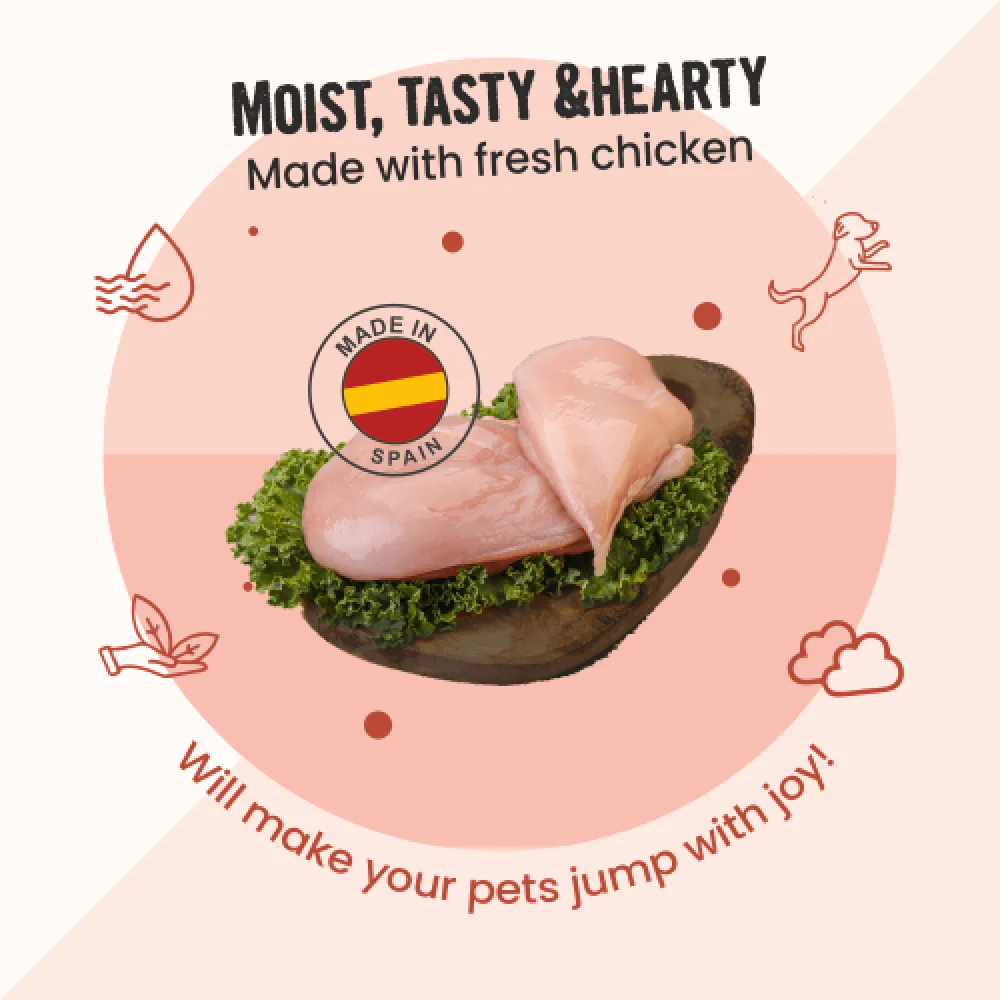 MOIST, TASTY &HEARTY
Made with fresh chicken
MADE IN
SPAIN
Will make your pets jump with joy!